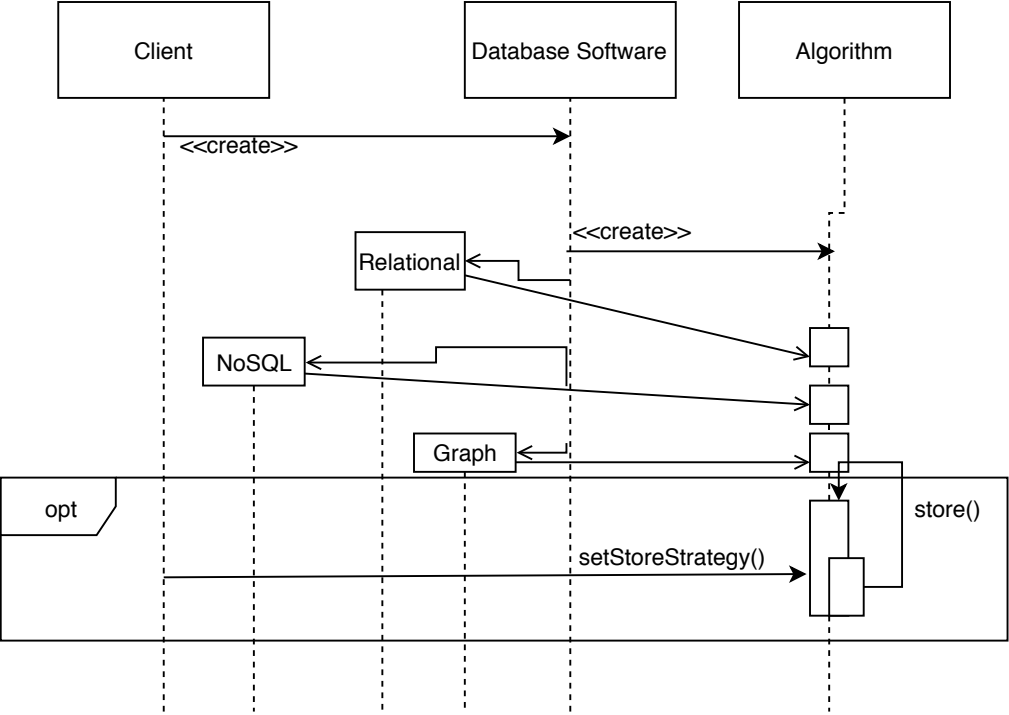 Client
Database Software
Algorithm
<<create>>
<<create>>
Relational
NoSQL
Graph
opt
store()
setStoreStrategy()